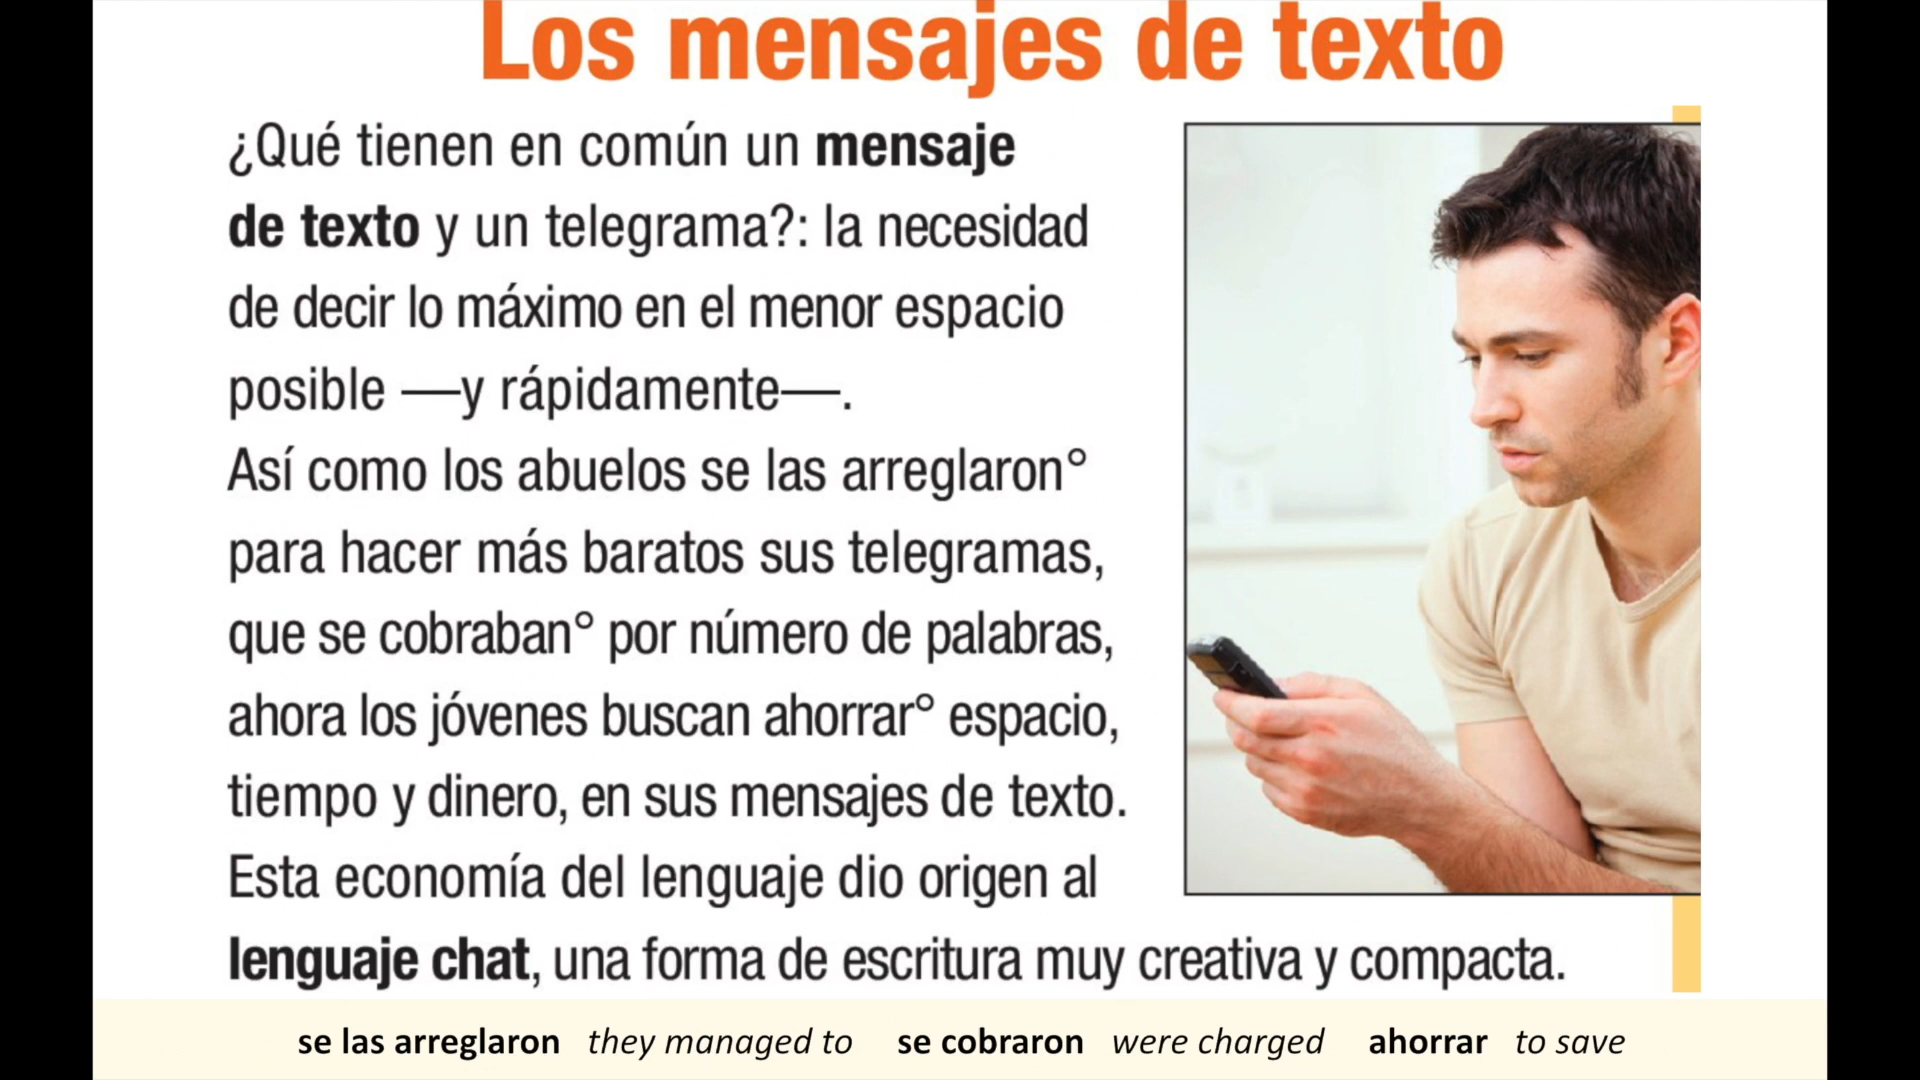 Los mensajes de texto
¿Qué tienen en común un mensaje
de texto y un telegrama?: la necesidad
de decir lo máximo en el menor espacio
posible —y rápidamente—.
Así como los abuelos se las arreglaron°
para hacer más baratos sus telegramas,
que se cobraban° por número de palabras,
ahora los jóvenes buscan ahorrar° espacio,
tiempo y dinero, en sus mensajes de texto.
Esta economía del lenguaje dio origen al
lenguaje chat, una forma de escritura muy creativa y compacta.
se las arreglaron they managed to se cobraron were charged ahorrar to save